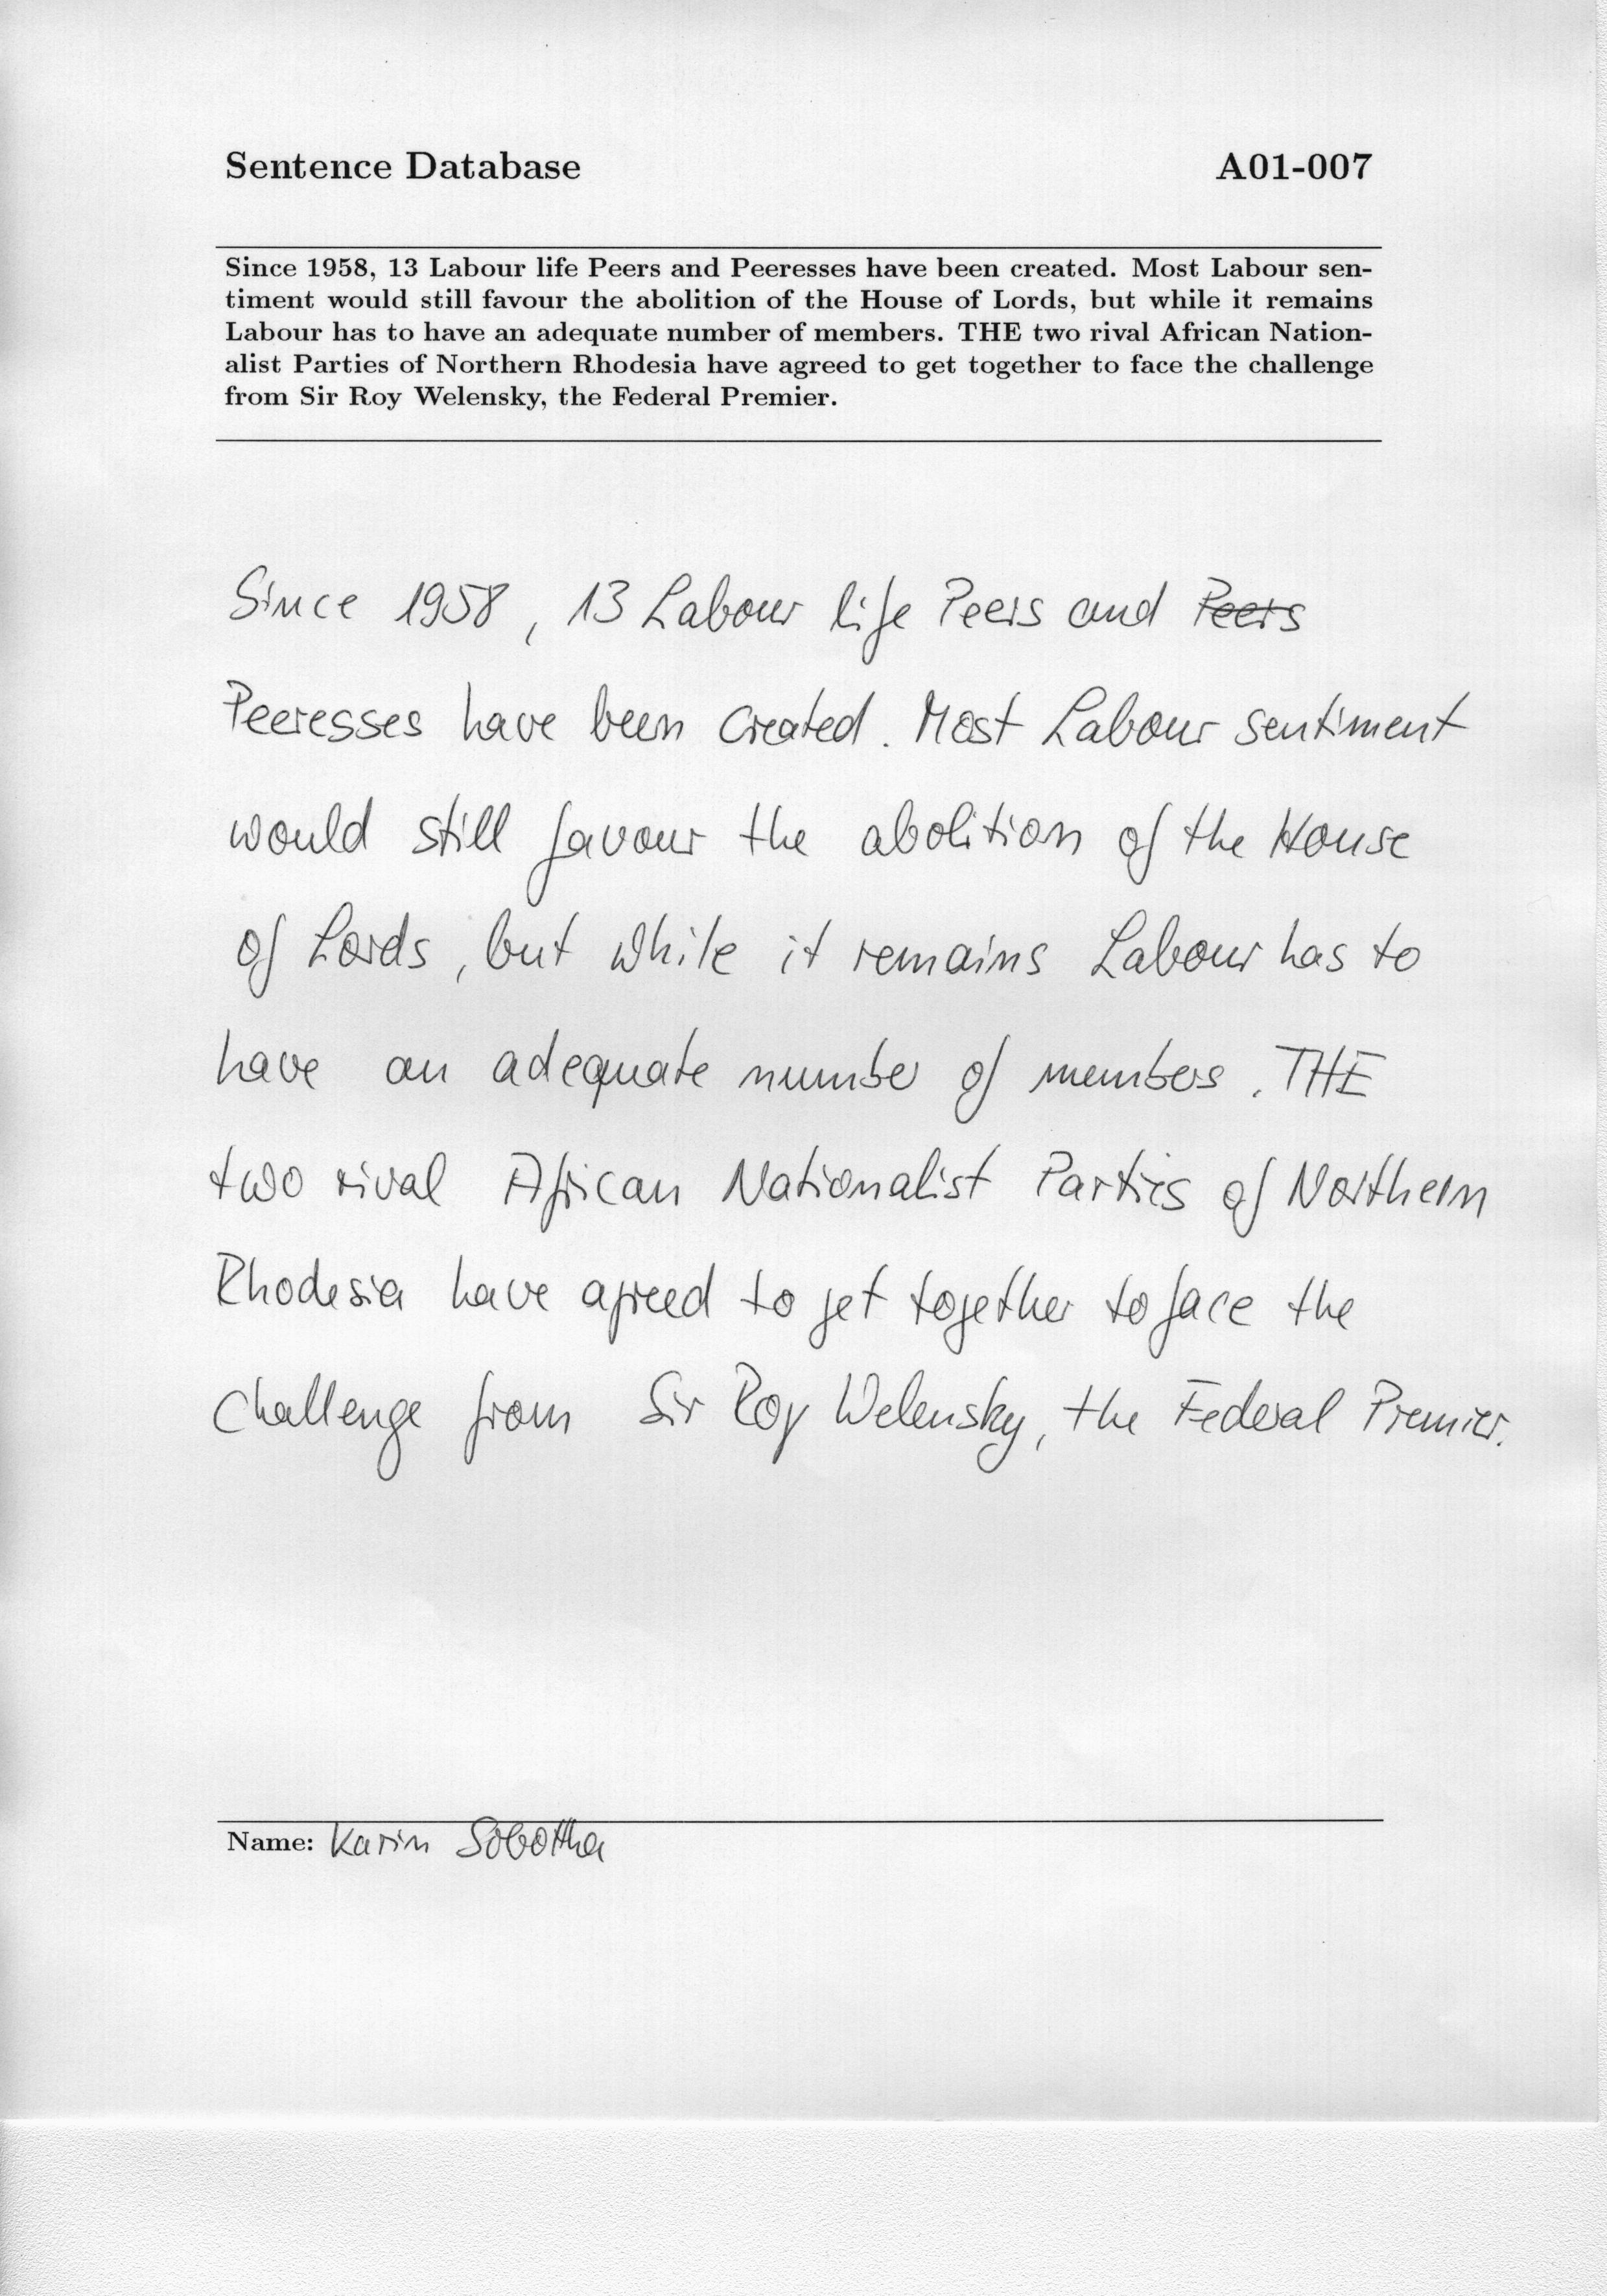 Sentence Database A01-007
Since 1958, 13 Labour life Peers and Peeresses have been created. Most Labour sen-
timent would still favour the abolition of the House of Lords, but while it remains
Labour has to have an adequate number of members. THE two rival African Nation-
alist Parties of Northern Rhodesia have agreed to get together to face the challenge
from Sir Roy Welensky, the Federal Premier.
Since 1958, 13 Labour life Peers and Peers
Peeresses have been created. Most Labour sentiment
would still favour the abolition of the House
of Lords, but while it remains Labour has to
have an adequate number of members. THE
two rival African Nationalist Parties of Northern
Rhodesia have agreed to get together to face the
challenge from Sir Roy Welensky, the Federal Premier.
Name: Karin